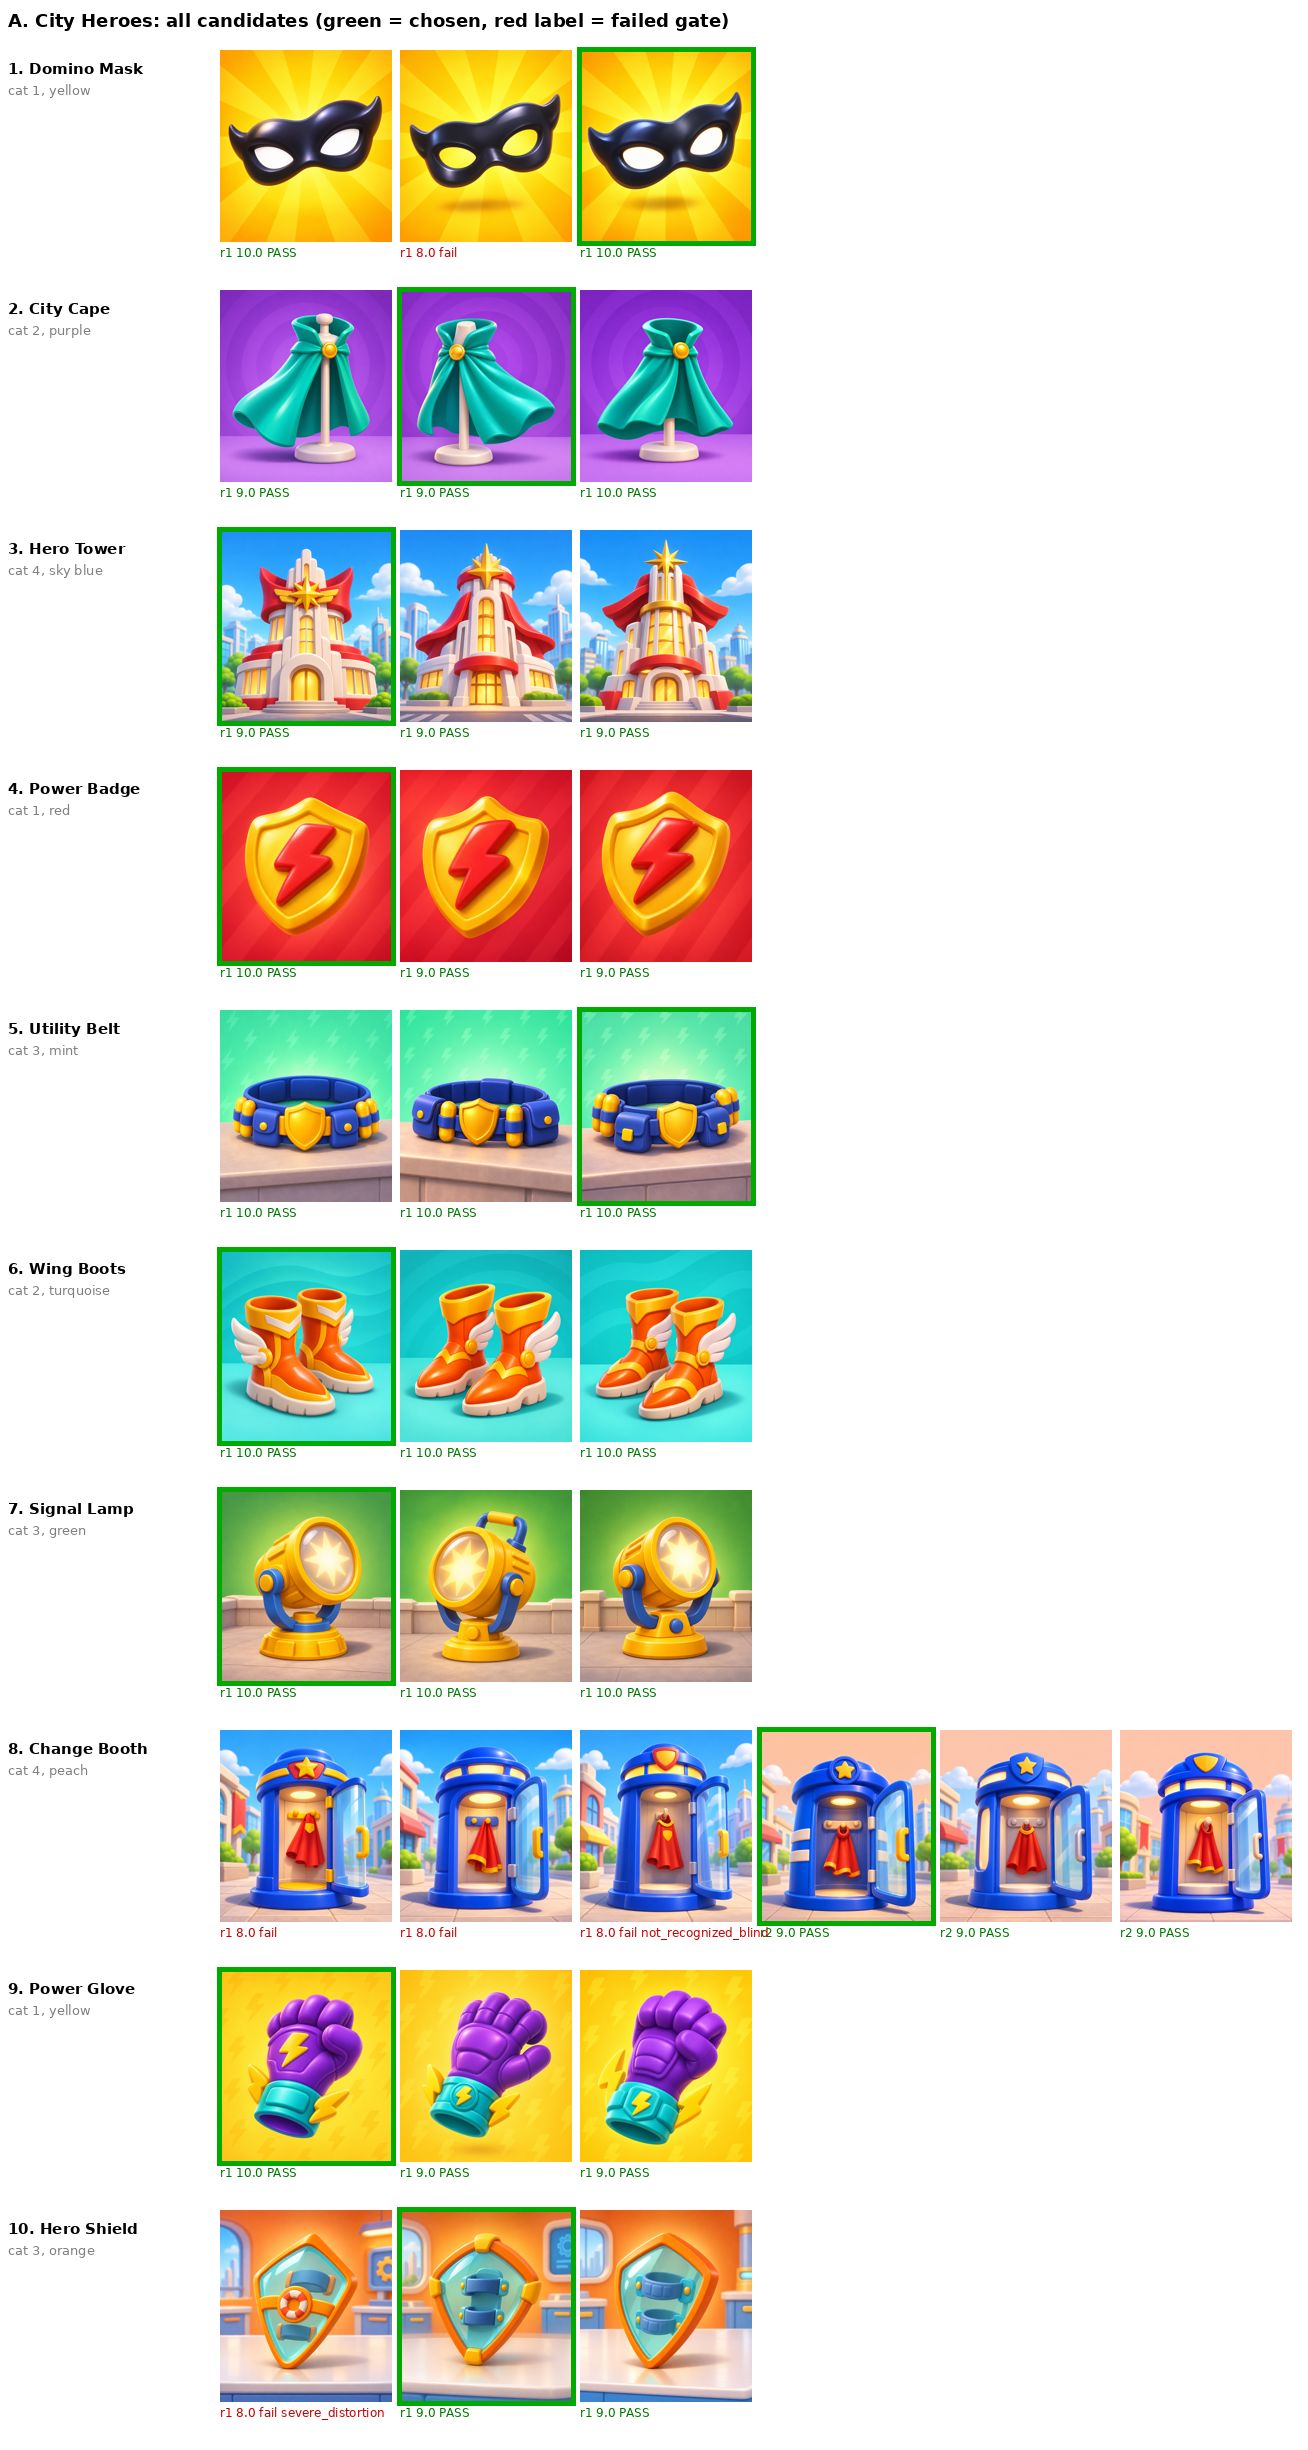 A. City Heroes: all candidates (green = chosen, red label = failed gate)
1. Domino Mask
cat 1, yellow
r1 10.0 PASS
r1 8.0 fail
r1 10.0 PASS
2. City Cape
cat 2, purple
r1 9.0 PASS
r1 9.0 PASS
r1 10.0 PASS
3. Hero Tower
cat 4, sky blue
r1 9.0 PASS
r1 9.0 PASS
r1 9.0 PASS
4. Power Badge
cat 1, red
r1 10.0 PASS
r1 9.0 PASS
r1 9.0 PASS
5. Utility Belt
cat 3, mint
r1 10.0 PASS
r1 10.0 PASS
r1 10.0 PASS
6. Wing Boots
cat 2, turquoise
r1 10.0 PASS
r1 10.0 PASS
r1 10.0 PASS
7. Signal Lamp
cat 3, green
r1 10.0 PASS
r1 10.0 PASS
r1 10.0 PASS
8. Change Booth
cat 4, peach
r1 8.0 fail
r1 8.0 fail
r1 8.0 fail not_recognized_blind
r2 9.0 PASS
r2 9.0 PASS
r2 9.0 PASS
9. Power Glove
cat 1, yellow
r1 10.0 PASS
r1 9.0 PASS
r1 9.0 PASS
10. Hero Shield
cat 3, orange
r1 8.0 fail severe_distortion
r1 9.0 PASS
r1 9.0 PASS